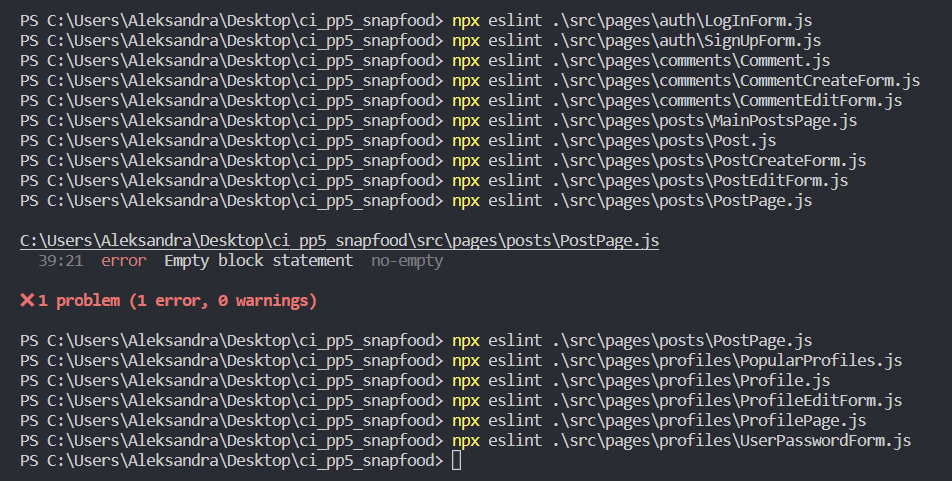 PS C:\Users\Aleksandra\Desktop\ci_pp5_snapfood> npx eslint .\src\pages\auth\LogInForm.js
PS C:\Users\Aleksandra\Desktop\ci_pp5_snapfood> npx eslint .\src\pages\auth\SignUpForm.js
PS C:\Users\Aleksandra\Desktop\ci_pp5_snapfood> npx eslint .\src\pages\comments\Comment.js
PS C:\Users\Aleksandra\Desktop\ci_pp5_snapfood> npx eslint .\src\pages\comments\CommentCreateForm.js
PS C:\Users\Aleksandra\Desktop\ci_pp5_snapfood> npx eslint .\src\pages\comments\CommentEditForm.js
PS C:\Users\Aleksandra\Desktop\ci_pp5_snapfood> npx eslint .\src\pages\posts\MainPostsPage.js
PS C:\Users\Aleksandra\Desktop\ci_pp5_snapfood> npx eslint .\src\pages\posts\Post.js
PS C:\Users\Aleksandra\Desktop\ci_pp5_snapfood> npx eslint .\src\pages\posts\PostCreateForm.js
PS C:\Users\Aleksandra\Desktop\ci_pp5_snapfood> npx eslint .\src\pages\posts\PostEditForm.js
PS C:\Users\Aleksandra\Desktop\ci_pp5_snapfood> npx eslint .\src\pages\posts\PostPage.js
C:\Users\Aleksandra\Desktop\ci_pp5_snapfood\src\pages\posts\PostPage.js
39:21  error  Empty block statement  no-empty
❌ 1 problem (1 error, 0 warnings)
PS C:\Users\Aleksandra\Desktop\ci_pp5_snapfood> npx eslint .\src\pages\posts\PostPage.js
PS C:\Users\Aleksandra\Desktop\ci_pp5_snapfood> npx eslint .\src\pages\profiles\PopularProfiles.js
PS C:\Users\Aleksandra\Desktop\ci_pp5_snapfood> npx eslint .\src\pages\profiles\Profile.js
PS C:\Users\Aleksandra\Desktop\ci_pp5_snapfood> npx eslint .\src\pages\profiles\ProfileEditForm.js
PS C:\Users\Aleksandra\Desktop\ci_pp5_snapfood> npx eslint .\src\pages\profiles\ProfilePage.js
PS C:\Users\Aleksandra\Desktop\ci_pp5_snapfood> npx eslint .\src\pages\profiles\UserPasswordForm.js
PS C:\Users\Aleksandra\Desktop\ci_pp5_snapfood>